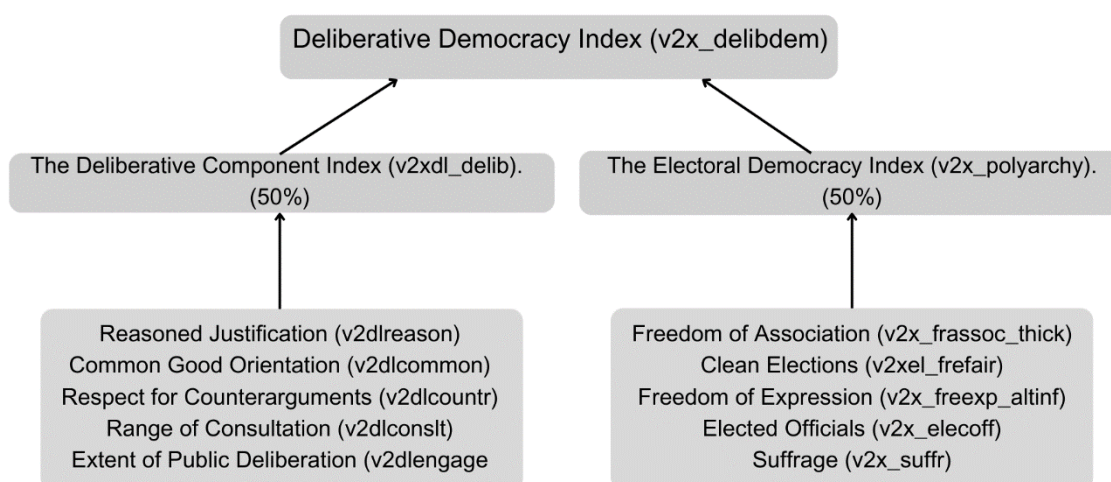 Deliberative Democracy Index (v2x_delibdem)
The Deliberative Component Index (v2xdl_delib).
(50%)
The Electoral Democracy Index (v2x_polyarchy).
(50%)
Reasoned Justification (v2dlreason)
Common Good Orientation (v2dlcommon)
Respect for Counterarguments (v2dlcountr)
Range of Consultation (v2dlconslt)
Extent of Public Deliberation (v2dlengage
Freedom of Association (v2x_frassoc_thick)
Clean Elections (v2xel_frefair)
Freedom of Expression (v2x_freexp_altinf)
Elected Officials (v2x_elecoff)
Suffrage (v2x_suffr)